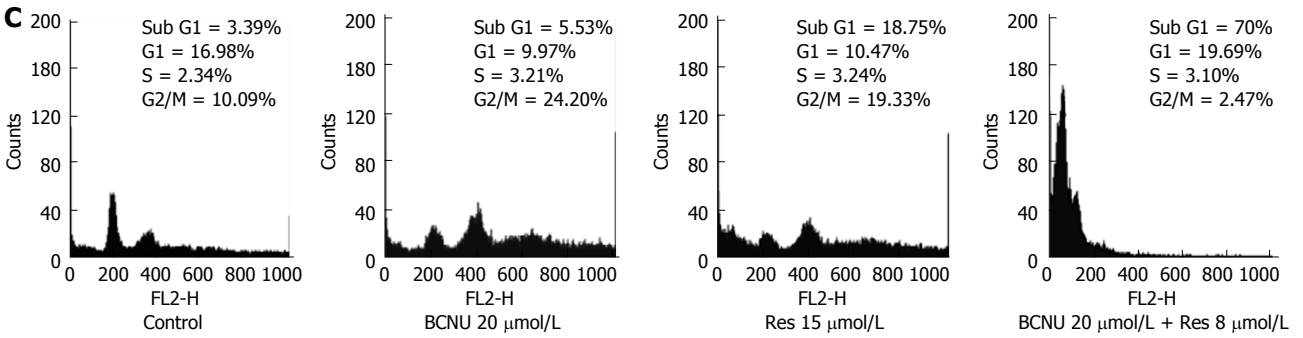 C
200
180
120
80
40
0
Counts
0 200 400 600 800 1000
FL2-H
Control
Sub G1 = 3.39%
G1 = 16.98%
S = 2.34%
G2/M = 10.09%
200
180
120
80
40
0
Counts
0 200 400 600 800 1000
FL2-H
BCNU 20 μmol/L
Sub G1 = 5.53%
G1 = 9.97%
S = 3.21%
G2/M = 24.20%
200
180
120
80
40
0
Counts
0 200 400 600 800 1000
FL2-H
Res 15 μmol/L
Sub G1 = 18.75%
G1 = 10.47%
S = 3.24%
G2/M = 19.33%
200
180
120
80
40
0
Counts
0 200 400 600 800 1000
FL2-H
BCNU 20 μmol/L + Res 8 μmol/L
Sub G1 = 70%
G1 = 19.69%
S = 3.10%
G2/M = 2.47%